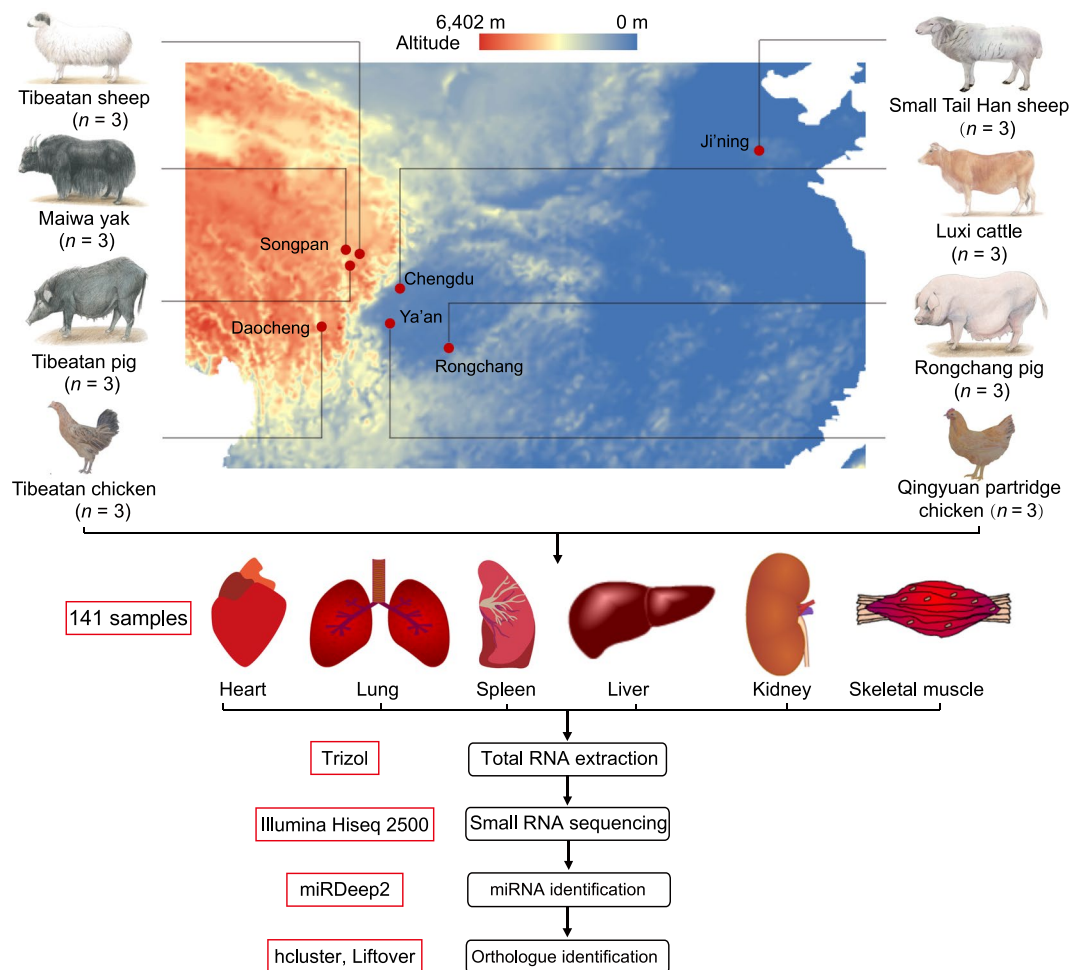 6,402 m 0 m
Altitude
Tibeatan sheep
(n = 3)
Maiwa yak
(n = 3)
Tibeatan pig
(n = 3)
Tibeatan chicken
(n = 3)
Ji'ning
Songpan
Chengdu
Daocheng
Ya'an
Rongchang
Small Tail Han sheep
(n = 3)
Luxi cattle
(n = 3)
Rongchang pig
(n = 3)
Qingyuan partridge
chicken (n = 3)
141 samples
Heart Lung Spleen Liver Kidney Skeletal muscle
Trizol Total RNA extraction
Illumina Hiseq 2500 Small RNA sequencing
miRDeep2 miRNA identification
hcluster, Liftover Orthologue identification